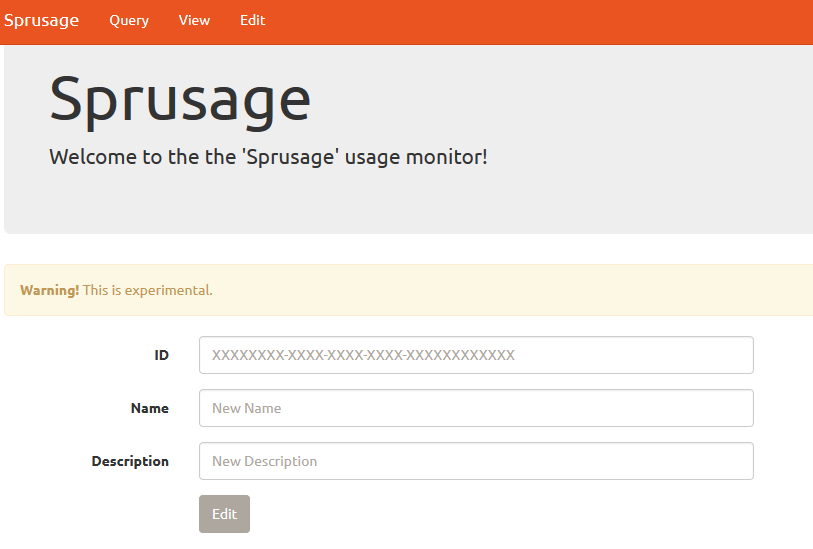 Sprusage Query View Edit
Sprusage
Welcome to the the 'Sprusage' usage monitor!
Warning! This is experimental.
ID XXXXXXXX-XXXX-XXXX-XXXX-XXXXXXXXXXXX
Name New Name
Description New Description
Edit